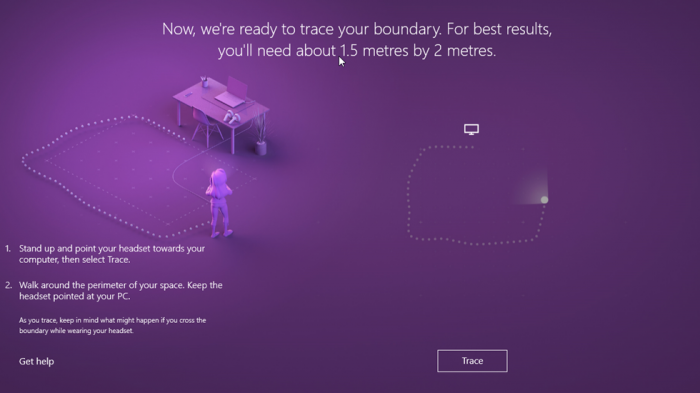 Now, we're ready to trace your boundary. For best results,
you'll need about 1.5 metres by 2 metres.
1. Stand up and point your headset towards your
computer, then select Trace.
2. Walk around the perimeter of your space. Keep the
headset pointed at your PC.
As you trace, keep in mind what might happen if you cross the
boundary while wearing your headset.
Get help
Trace